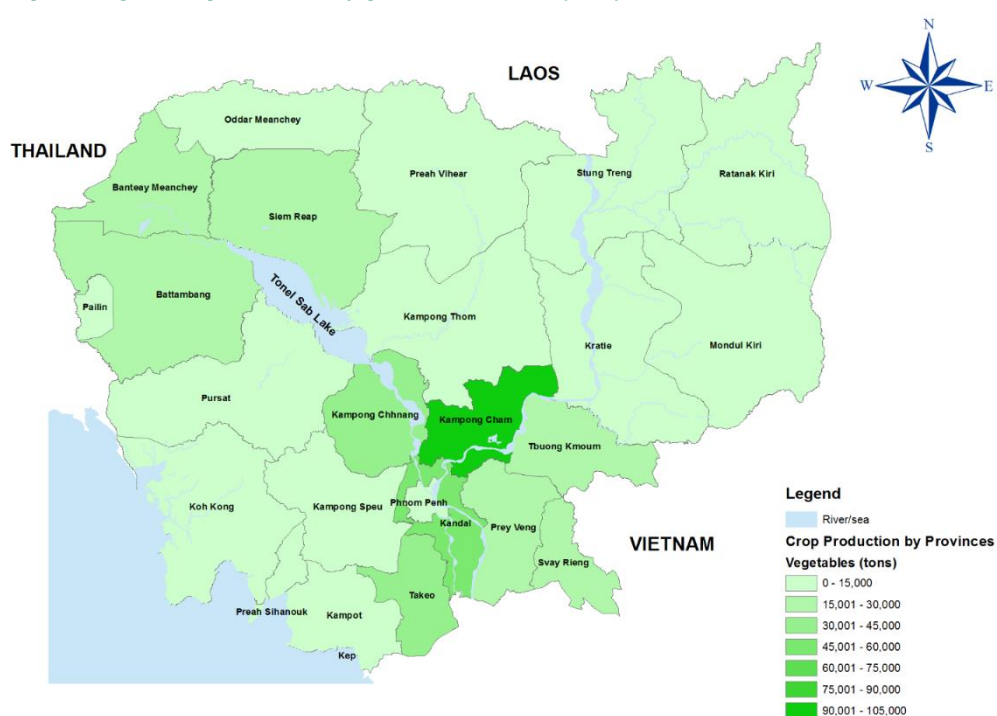 N
W
E
S
LAOS
THAILAND
VIETNAM
Oddar Meanchey
Banteay Meanchey
Siem Reap
Preah Vihear
Stung Treng
Ratanak Kiri
Battambang
Pailin
Tonel Sab Lake
Kampong Thom
Kratie
Mondul Kiri
Pursat
Kampong Chhnang
Kampong Cham
Tbuong Kmoum
Koh Kong
Kampong Speu
Phnom Penh
Kandal
Prey Veng
Svay Rieng
Takeo
Preah Sihanouk
Kampot
Kep
Legend
River/sea
Crop Production by Provinces
Vegetables (tons)
0 - 15,000
15,001 - 30,000
30,001 - 45,000
45,001 - 60,000
60,001 - 75,000
75,001 - 90,000
90,001 - 105,000